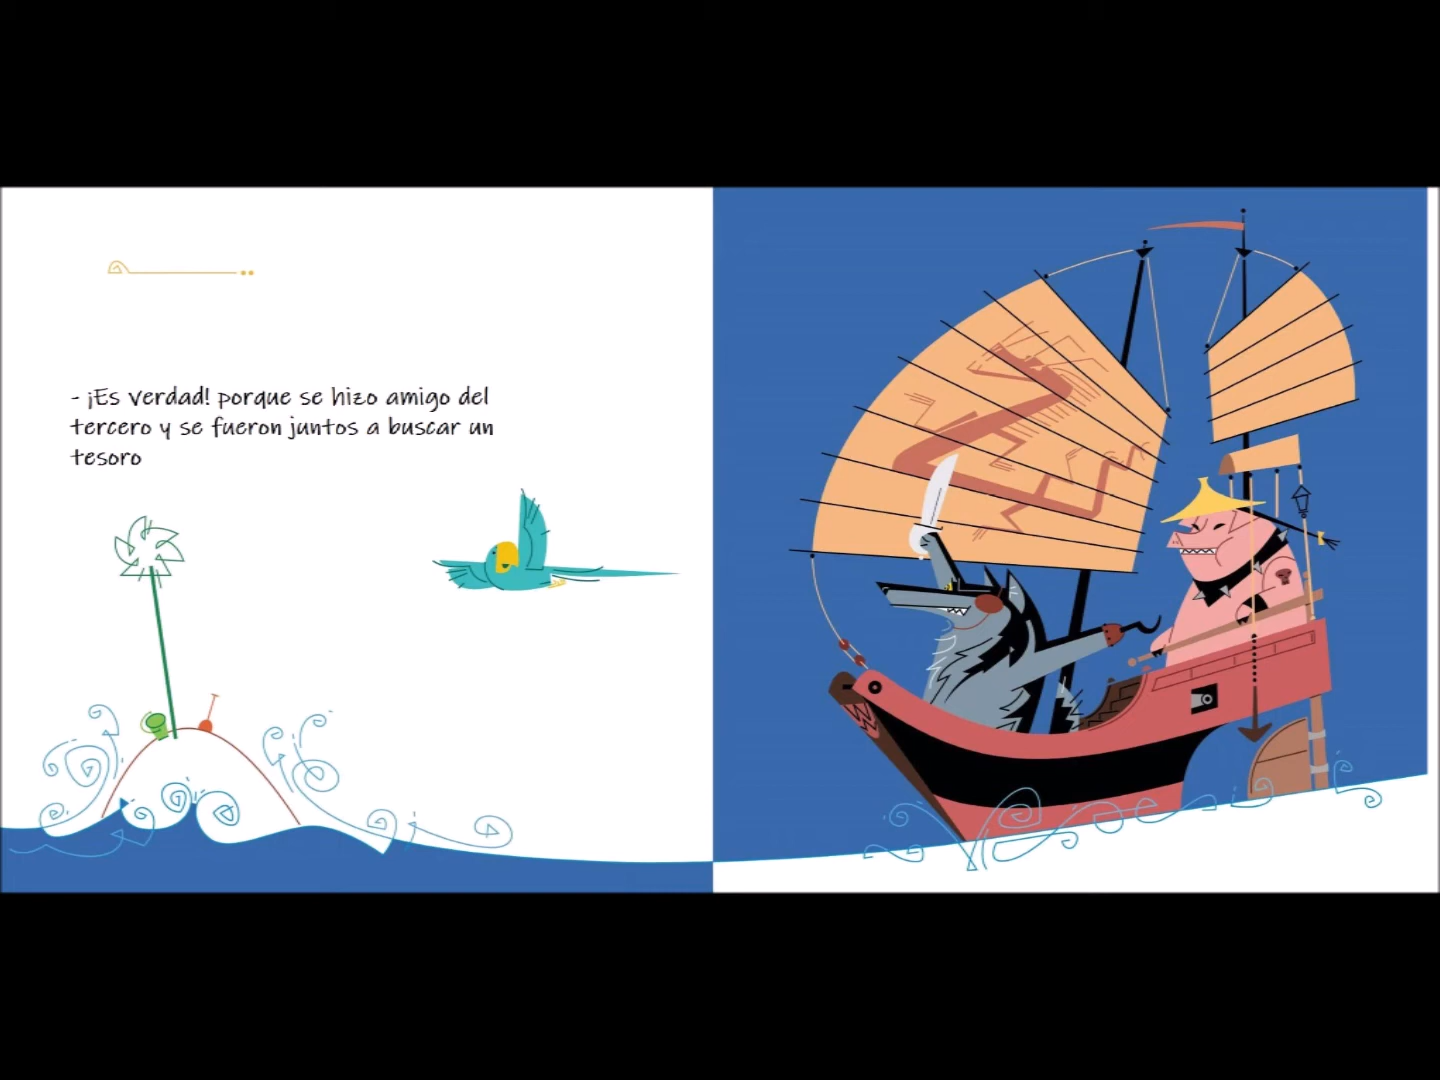 - ¡Es verdad! porque se hizo amigo del
tercero y se fueron juntos a buscar un
tesoro